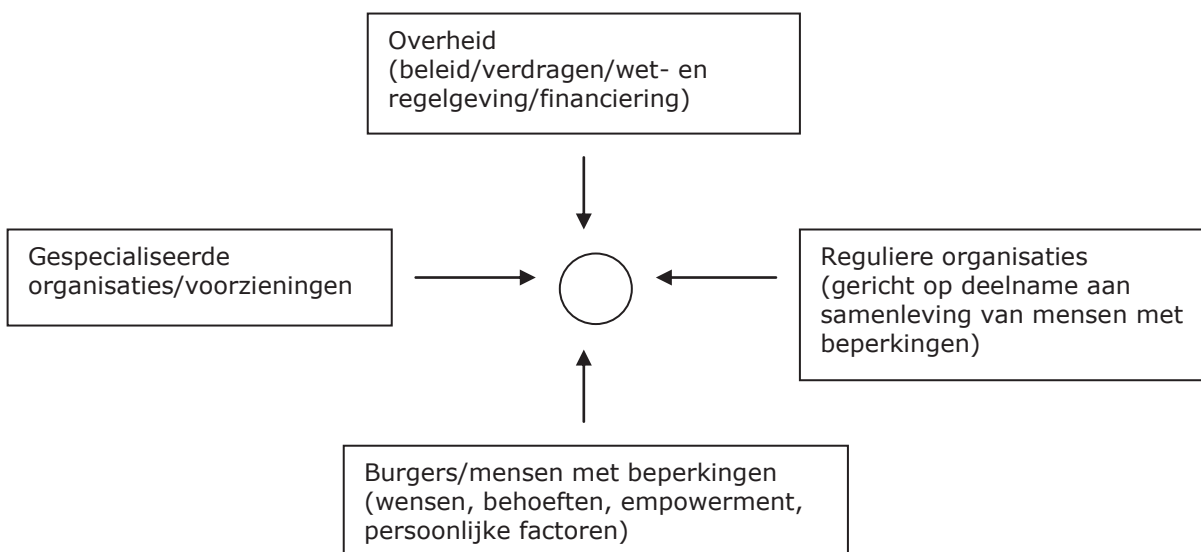 Overheid
(beleid/verdragen/wet- en
regelgeving/financiering)
Gespecialiseerde
organisaties/voorzieningen
Reguliere organisaties
(gericht op deelname aan
samenleving van mensen met
beperkingen)
Burgers/mensen met beperkingen
(wensen, behoeften, empowerment,
persoonlijke factoren)